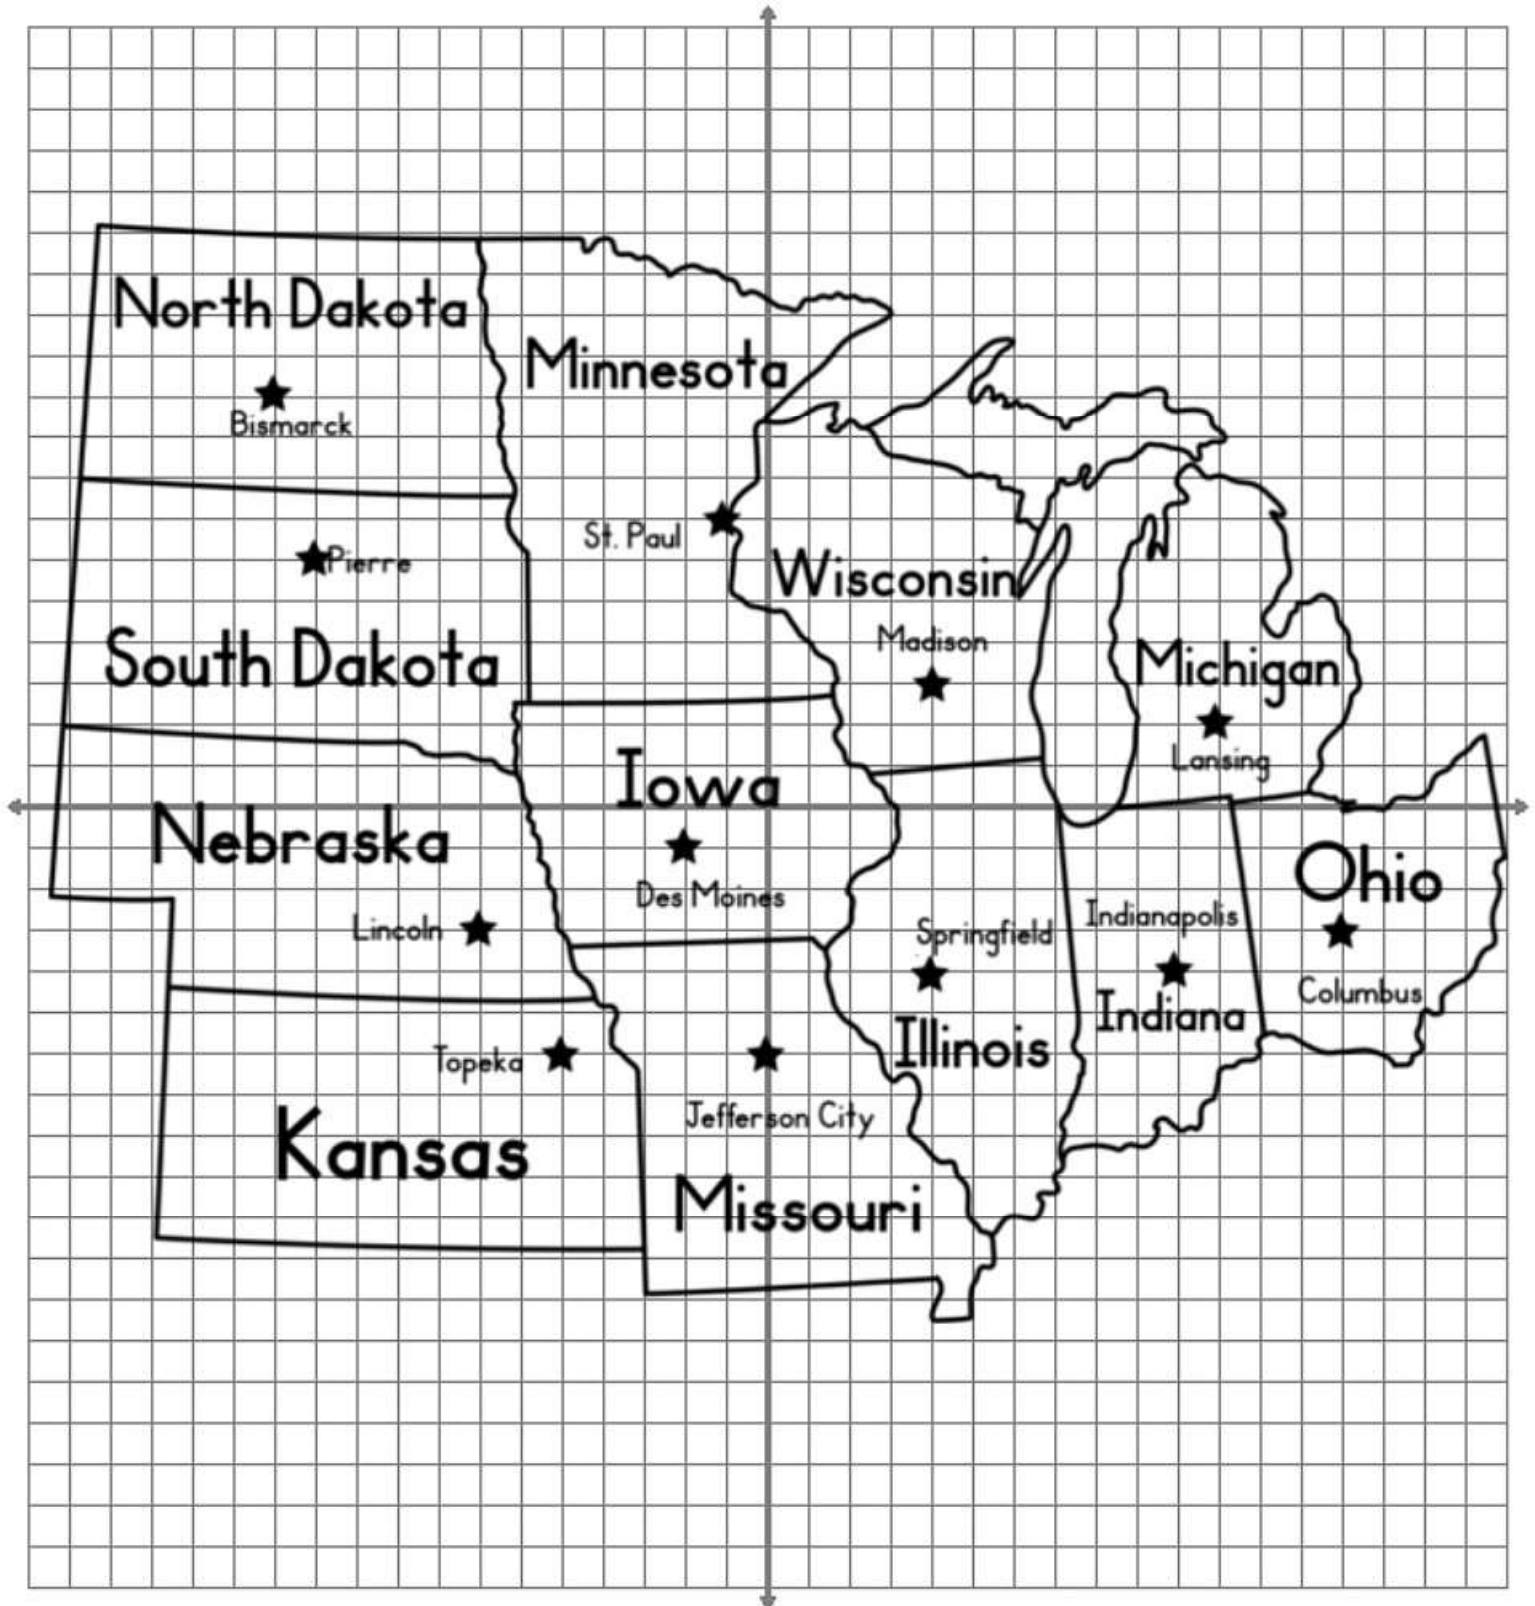 North Dakota
Bismarck
Minnesota
St. Paul
Pierre
South Dakota
Wisconsin
Madison
Michigan
Lansing
Nebraska
Lincoln
Iowa
Des Moines
Springfield
Illinois
Indianapolis
Indiana
Ohio
Columbus
Topeka
Kansas
Jefferson City
Missouri